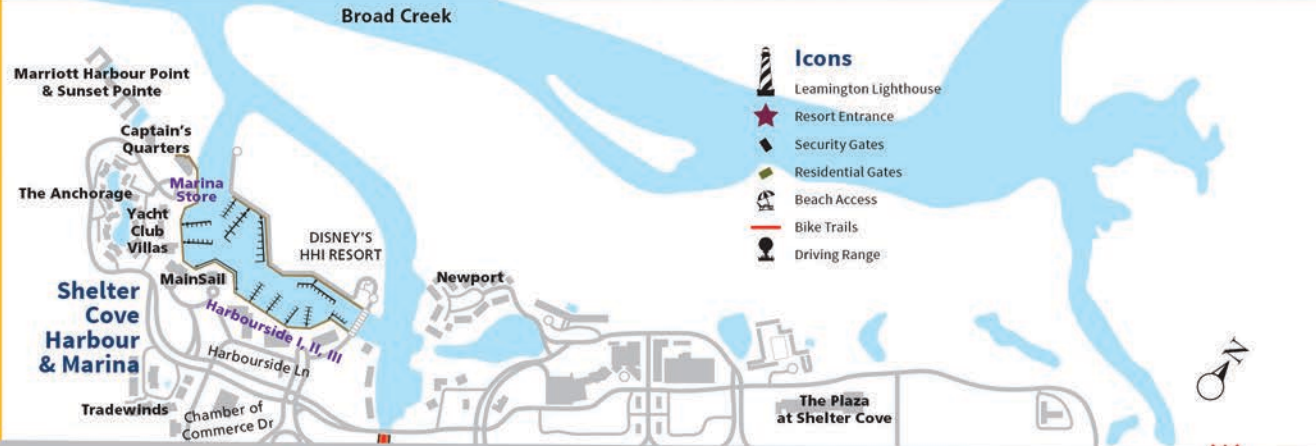 Broad Creek
Marriott Harbour Point
& Sunset Pointe
Captain's
Quarters
The Anchorage
Marina
Store
Yacht
Club
Villas
DISNEY'S
HHI RESORT
MainSail
Newport
Shelter
Cove
Harbour
& Marina
Harbourside I, II, III
Harbourside Ln
Tradewinds
Chamber of
Commerce Dr
The Plaza
at Shelter Cove
Icons
Leamington Lighthouse
Resort Entrance
Security Gates
Residential Gates
Beach Access
Bike Trails
Driving Range
N